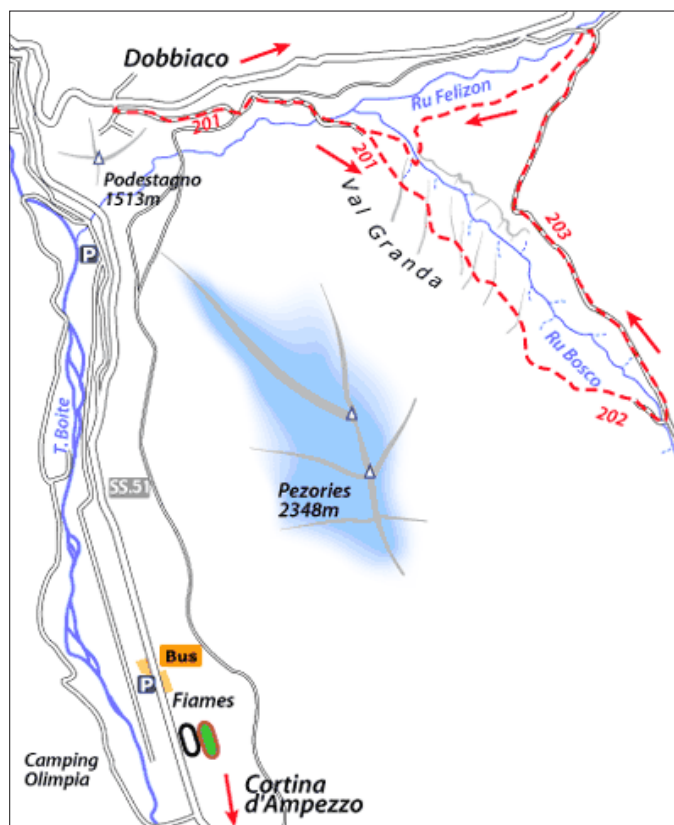 Dobbiaco
Ru Felizon
201
201
Podestagno
1513m
Val Granda
203
P
Ru Bosco
202
T. Boite
SS.51
Pezories
2348m
Bus
P
Fiames
Camping
Olimpia
Cortina
d'Ampezzo